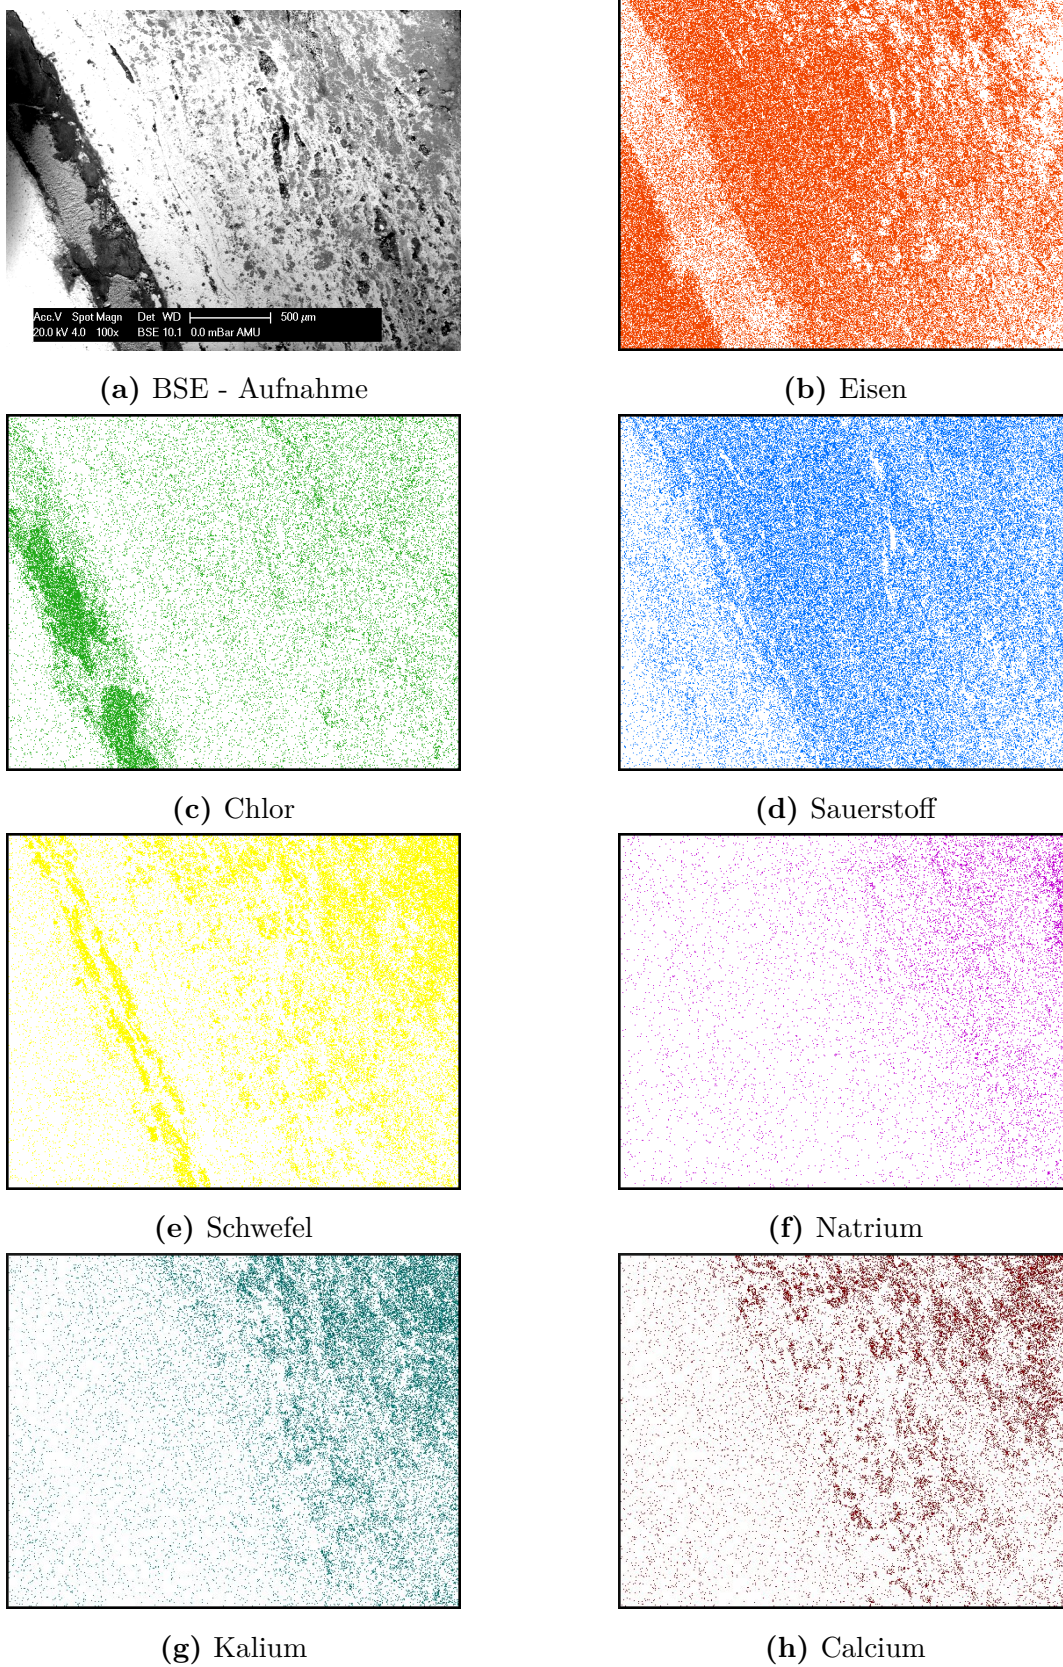 Acc.V Spot Magn Det WD 500 µm
20.0 kV 4.0 100x BSE 10.1 0.0 mBar AMU
(a) BSE - Aufnahme
(b) Eisen
(c) Chlor
(d) Sauerstoff
(e) Schwefel
(f) Natrium
(g) Kalium
(h) Calcium